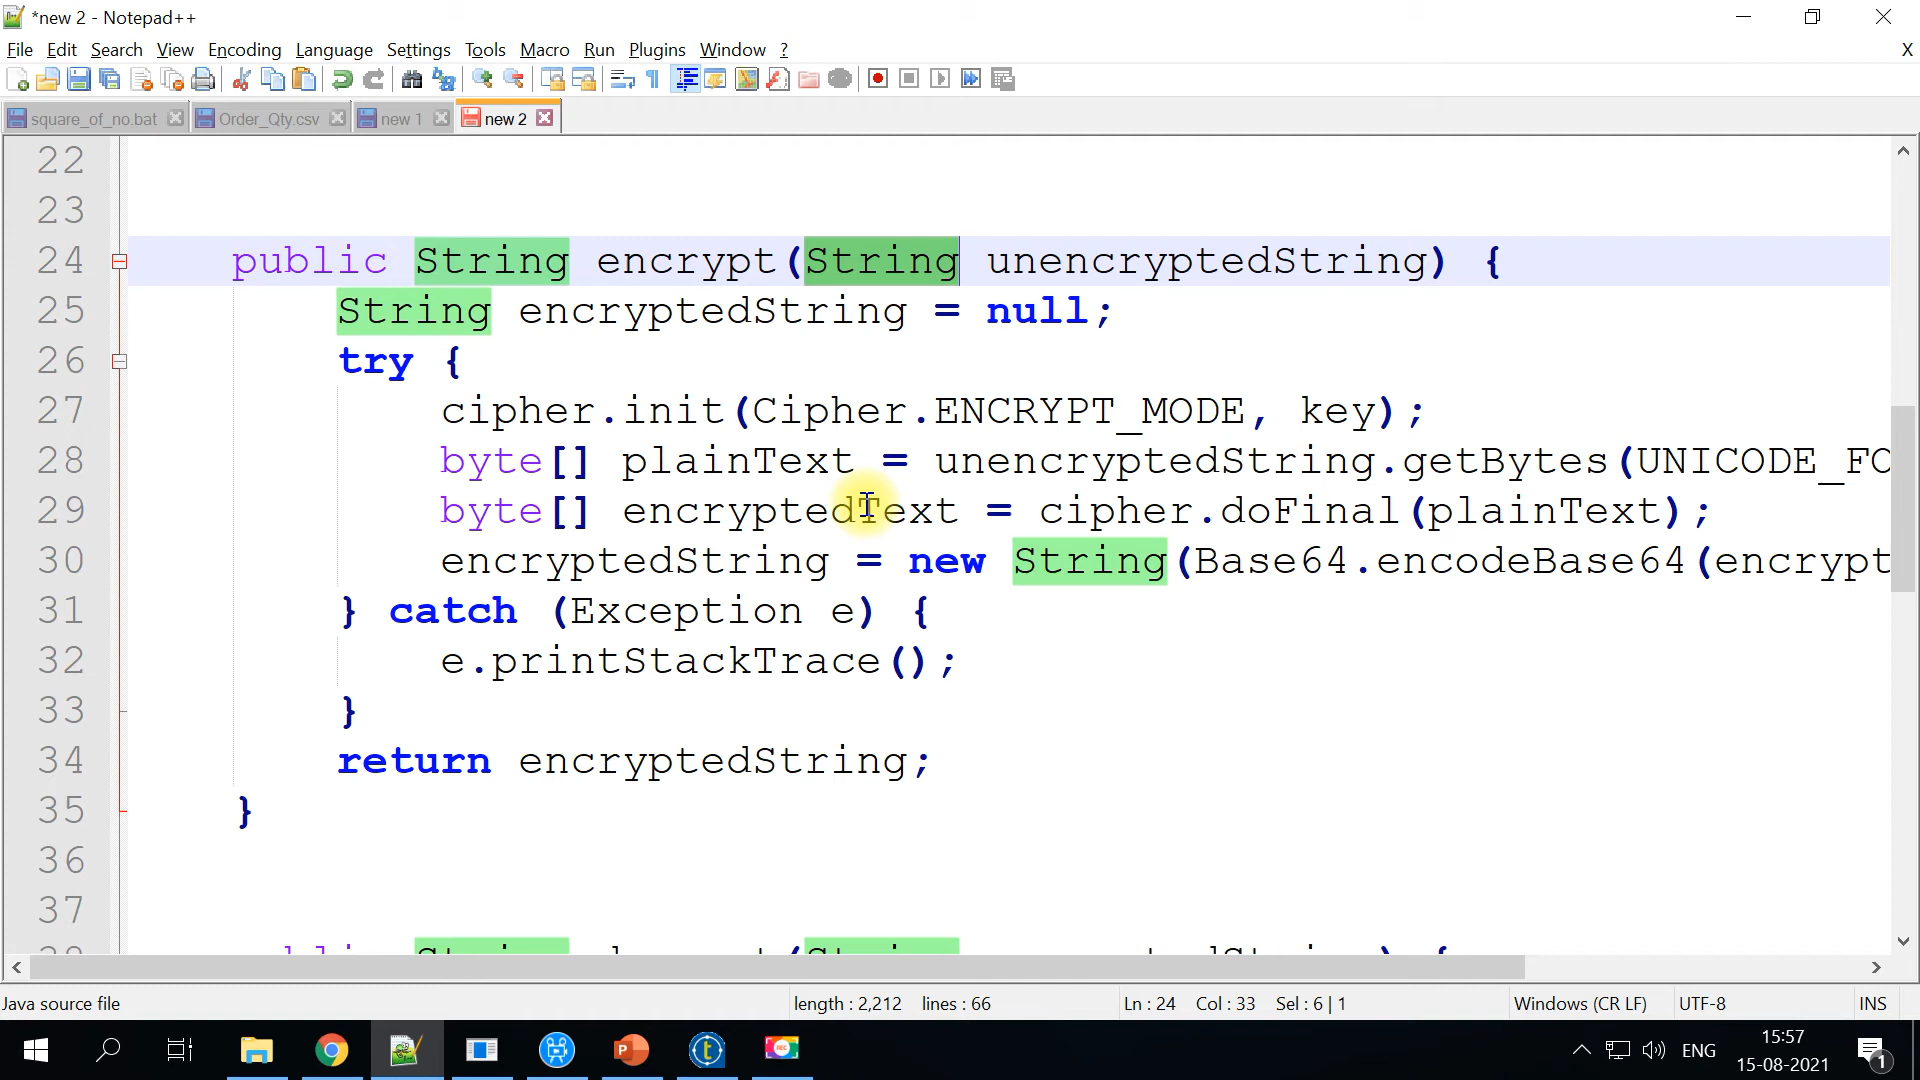 *new 2 - Notepad++
File Edit Search View Encoding Language Settings Tools Macro Run Plugins Window ? X
square_of_no.bat Order_Qty.csv new 1 new 2
22
23
24 public String encrypt(String unencryptedString) {
25 String encryptedString = null;
26 try {
27 cipher.init(Cipher.ENCRYPT_MODE, key);
28 byte[] plainText = unencryptedString.getBytes(UNICODE_FO
29 byte[] encryptedText = cipher.doFinal(plainText);
30 encryptedString = new String(Base64.encodeBase64(encrypt
31 } catch (Exception e) {
32 e.printStackTrace();
33 }
34 return encryptedString;
35 }
36
37
Java source file length : 2,212 lines : 66 Ln : 24 Col : 33 Sel : 6 | 1 Windows (CR LF) UTF-8 INS
ENG 15:57 1
15-08-2021